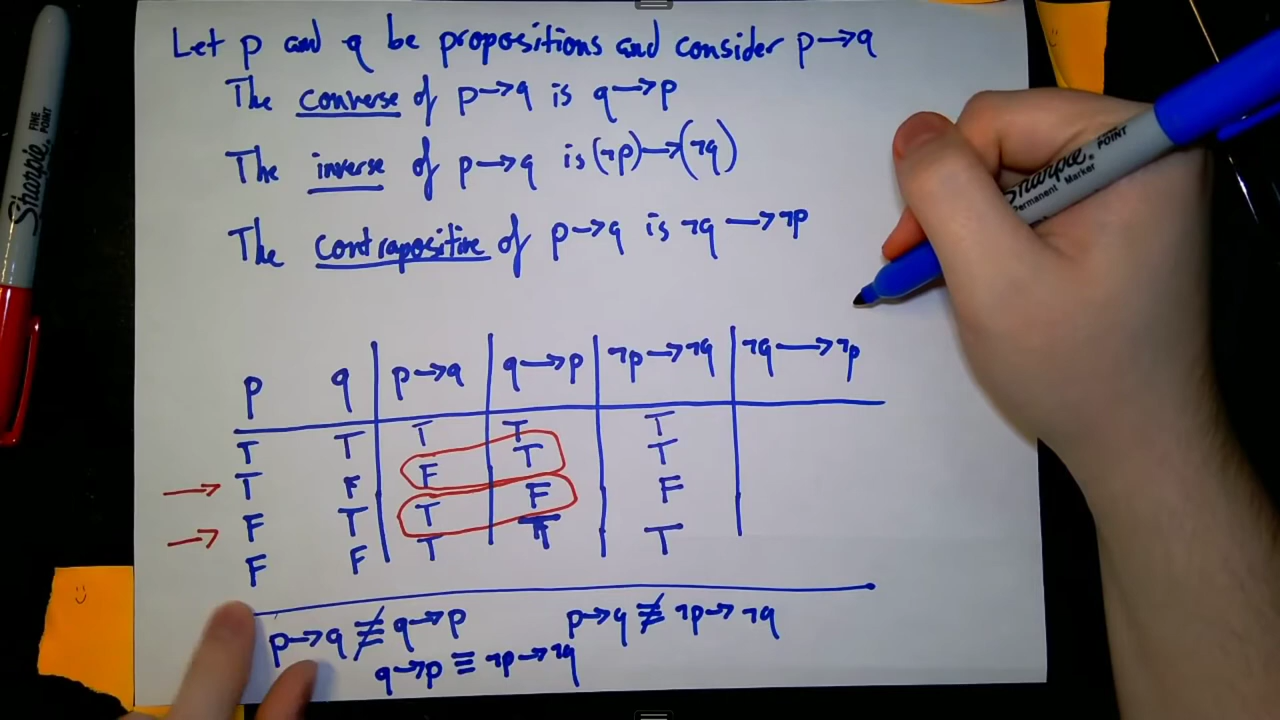 Let p and q be propositions and consider p→q
The converse of p→q is q→p
The inverse of p→q is (¬p)→(¬q)
The contrapositive of p→q is ¬q→¬p
p q p→q q→p ¬p→¬q ¬q→¬p
T T T T T
→ T F F T T
→ F T T F F
F F T T T
p→q ≢ q→p p→q ≢ ¬p→¬q
q→p ≡ ¬p→¬q
Sharpie. FINE POINT
Sharpie. POINT
Permanent Marker